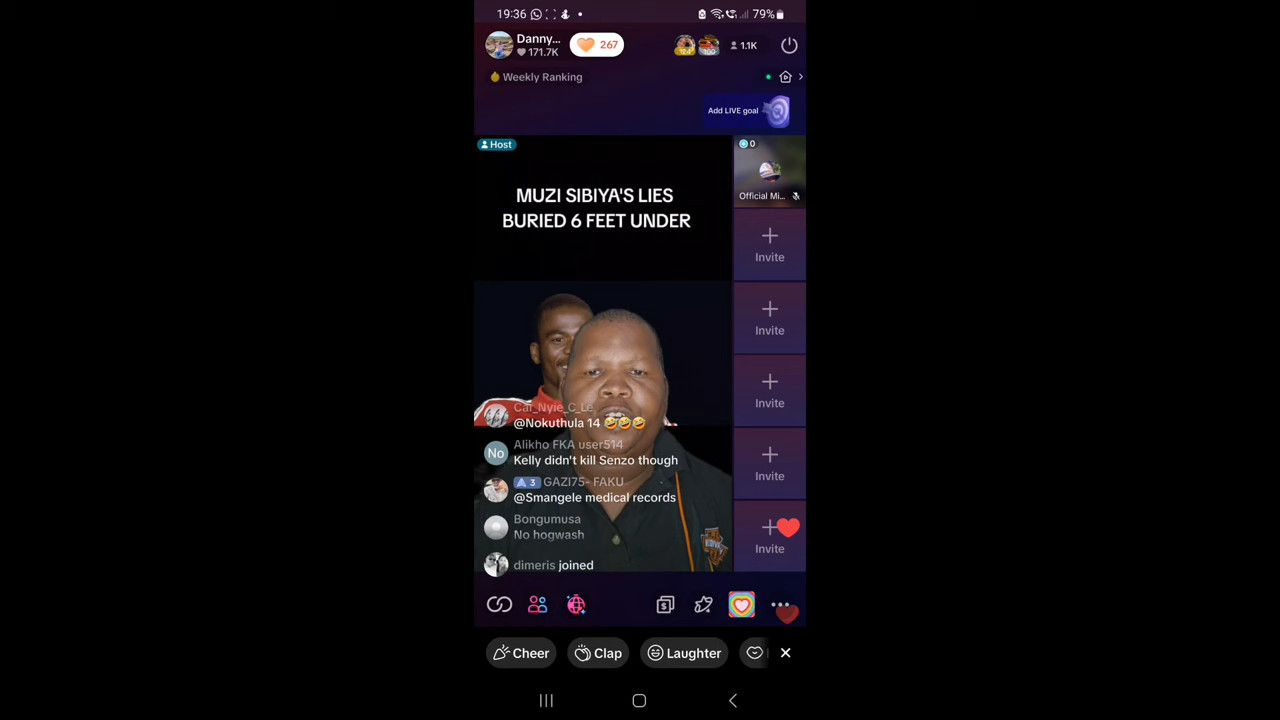 19:36
79%
Danny...
171.7K
267
1.1K
Weekly Ranking
Add LIVE goal
Host
0
MUZI SIBIYA'S LIES
BURIED 6 FEET UNDER
Official Mi...
Invite
Invite
Invite
Invite
Invite
Car_Nyie_C_Le
@Nokuthula 14 🤣🤣🤣
No
Alikho FKA user514
Kelly didn't kill Senzo though
3 GAZI75- FAKU
@Smangele medical records
Bongumusa
No hogwash
dimeris joined
Cheer
Clap
Laughter